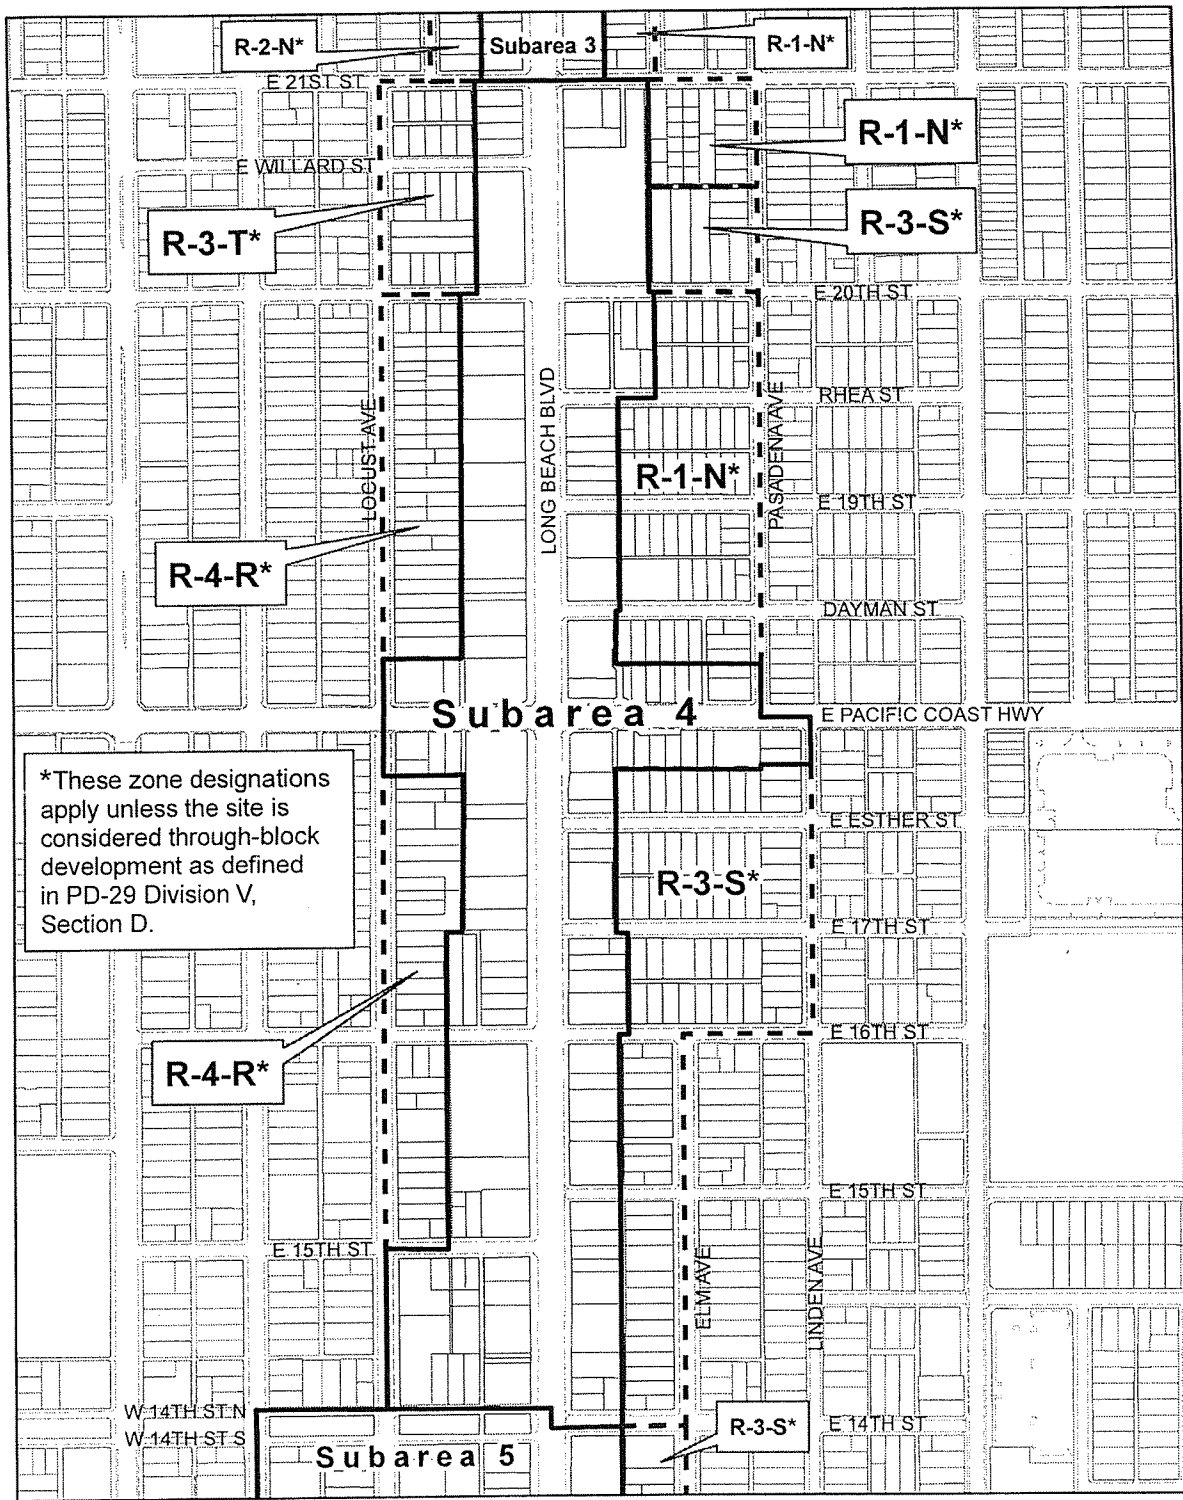 R-2-N*
Subarea 3
R-1-N*
E 21ST ST
R-1-N*
E WILLARD ST
R-3-T*
R-3-S*
E 20TH ST
LOCUST AVE
LONG BEACH BLVD
PASADENA AVE
RHEA ST
R-1-N*
E 19TH ST
R-4-R*
DAYMAN ST
Subarea 4
E PACIFIC COAST HWY
*These zone designations
apply unless the site is
considered through-block
development as defined
in PD-29 Division V,
Section D.
E ESTHER ST
R-3-S*
E 17TH ST
E 16TH ST
R-4-R*
E 15TH ST
E 15TH ST
ELM AVE
LINDEN AVE
W 14TH ST N
W 14TH ST S
R-3-S*
E 14TH ST
Subarea 5